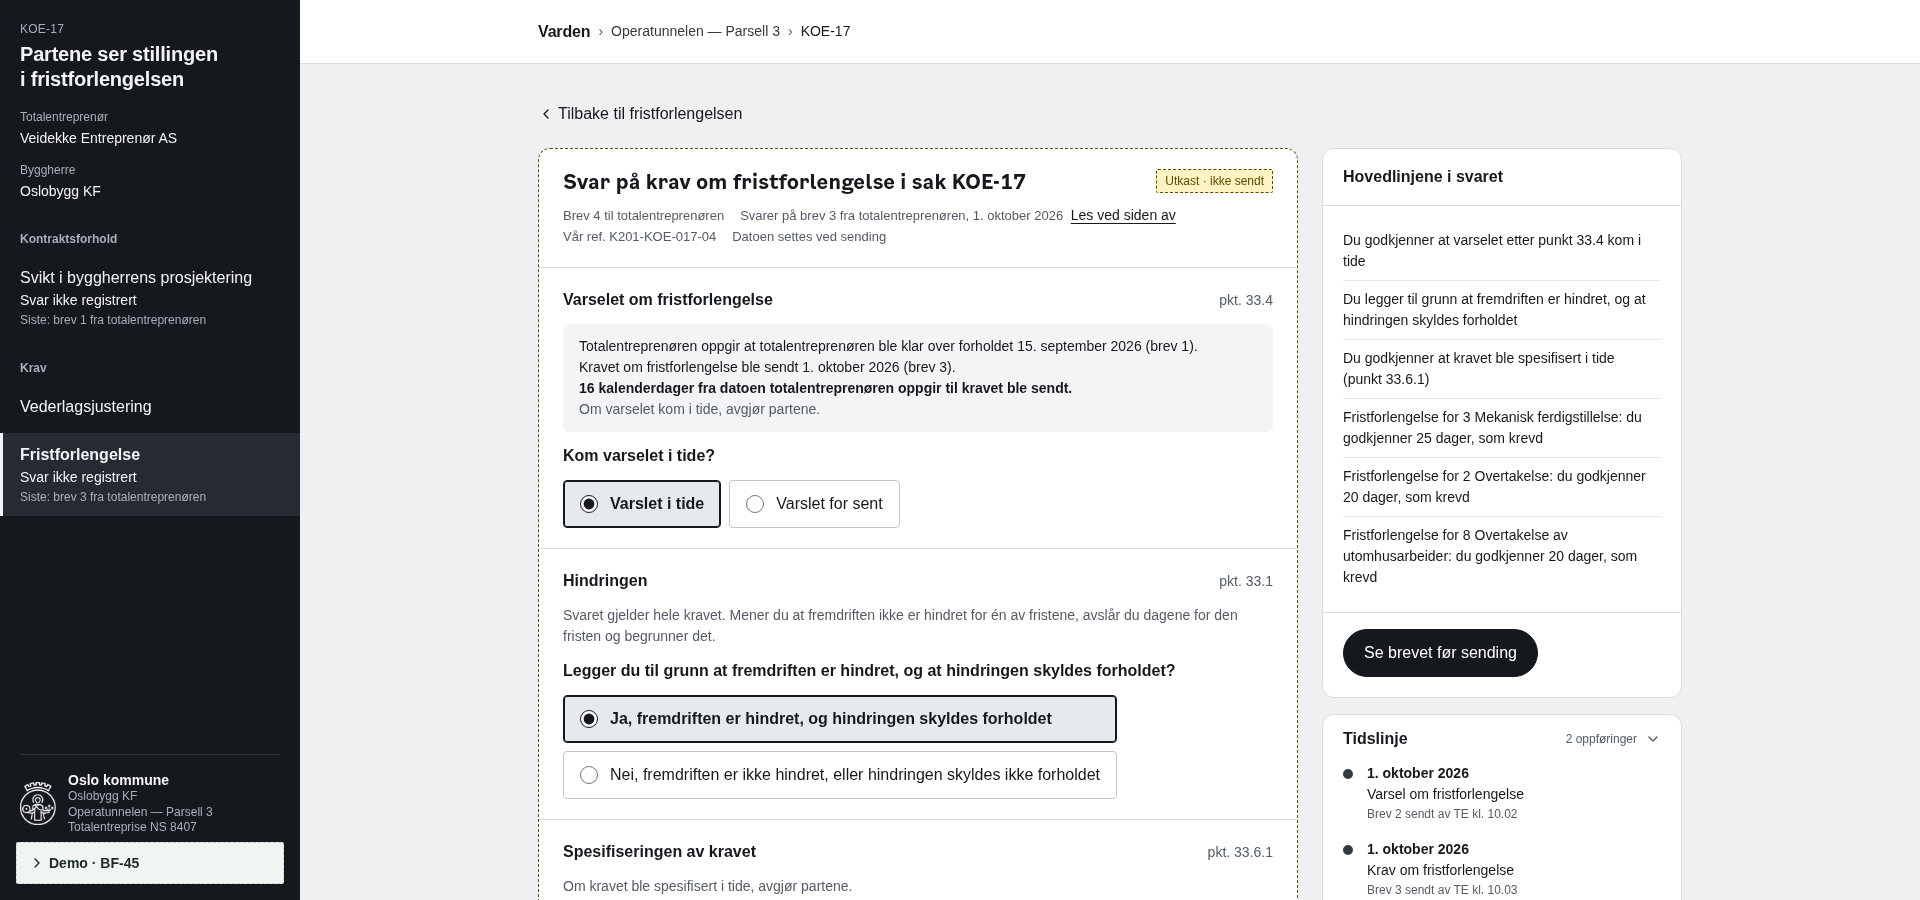 KOE-17
Partene ser stillingen
i fristforlengelsen
Totalentreprenør
Veidekke Entreprenør AS
Byggherre
Oslobygg KF
Kontraktsforhold
Svikt i byggherrens prosjektering
Svar ikke registrert
Siste: brev 1 fra totalentreprenøren
Krav
Vederlagsjustering
Fristforlengelse
Svar ikke registrert
Siste: brev 3 fra totalentreprenøren
Oslo kommune
Oslobygg KF
Operatunnelen — Parsell 3
Totalentreprise NS 8407
Demo · BF-45
Varden › Operatunnelen — Parsell 3 › KOE-17
Tilbake til fristforlengelsen
Svar på krav om fristforlengelse i sak KOE-17
Utkast · ikke sendt
Brev 4 til totalentreprenøren Svarer på brev 3 fra totalentreprenøren, 1. oktober 2026 Les ved siden av
Vår ref. K201-KOE-017-04 Datoen settes ved sending
Varselet om fristforlengelse pkt. 33.4
Totalentreprenøren oppgir at totalentreprenøren ble klar over forholdet 15. september 2026 (brev 1).
Kravet om fristforlengelse ble sendt 1. oktober 2026 (brev 3).
16 kalenderdager fra datoen totalentreprenøren oppgir til kravet ble sendt.
Om varselet kom i tide, avgjør partene.
Kom varselet i tide?
Varslet i tide Varslet for sent
Hindringen pkt. 33.1
Svaret gjelder hele kravet. Mener du at fremdriften ikke er hindret for én av fristene, avslår du dagene for den
fristen og begrunner det.
Legger du til grunn at fremdriften er hindret, og at hindringen skyldes forholdet?
Ja, fremdriften er hindret, og hindringen skyldes forholdet
Nei, fremdriften er ikke hindret, eller hindringen skyldes ikke forholdet
Spesifiseringen av kravet pkt. 33.6.1
Om kravet ble spesifisert i tide, avgjør partene.
Hovedlinjene i svaret
Du godkjenner at varselet etter punkt 33.4 kom i
tide
Du legger til grunn at fremdriften er hindret, og at
hindringen skyldes forholdet
Du godkjenner at kravet ble spesifisert i tide
(punkt 33.6.1)
Fristforlengelse for 3 Mekanisk ferdigstillelse: du
godkjenner 25 dager, som krevd
Fristforlengelse for 2 Overtakelse: du godkjenner
20 dager, som krevd
Fristforlengelse for 8 Overtakelse av
utomhusarbeider: du godkjenner 20 dager, som
krevd
Se brevet før sending
Tidslinje 2 oppføringer
1. oktober 2026
Varsel om fristforlengelse
Brev 2 sendt av TE kl. 10.02
1. oktober 2026
Krav om fristforlengelse
Brev 3 sendt av TE kl. 10.03